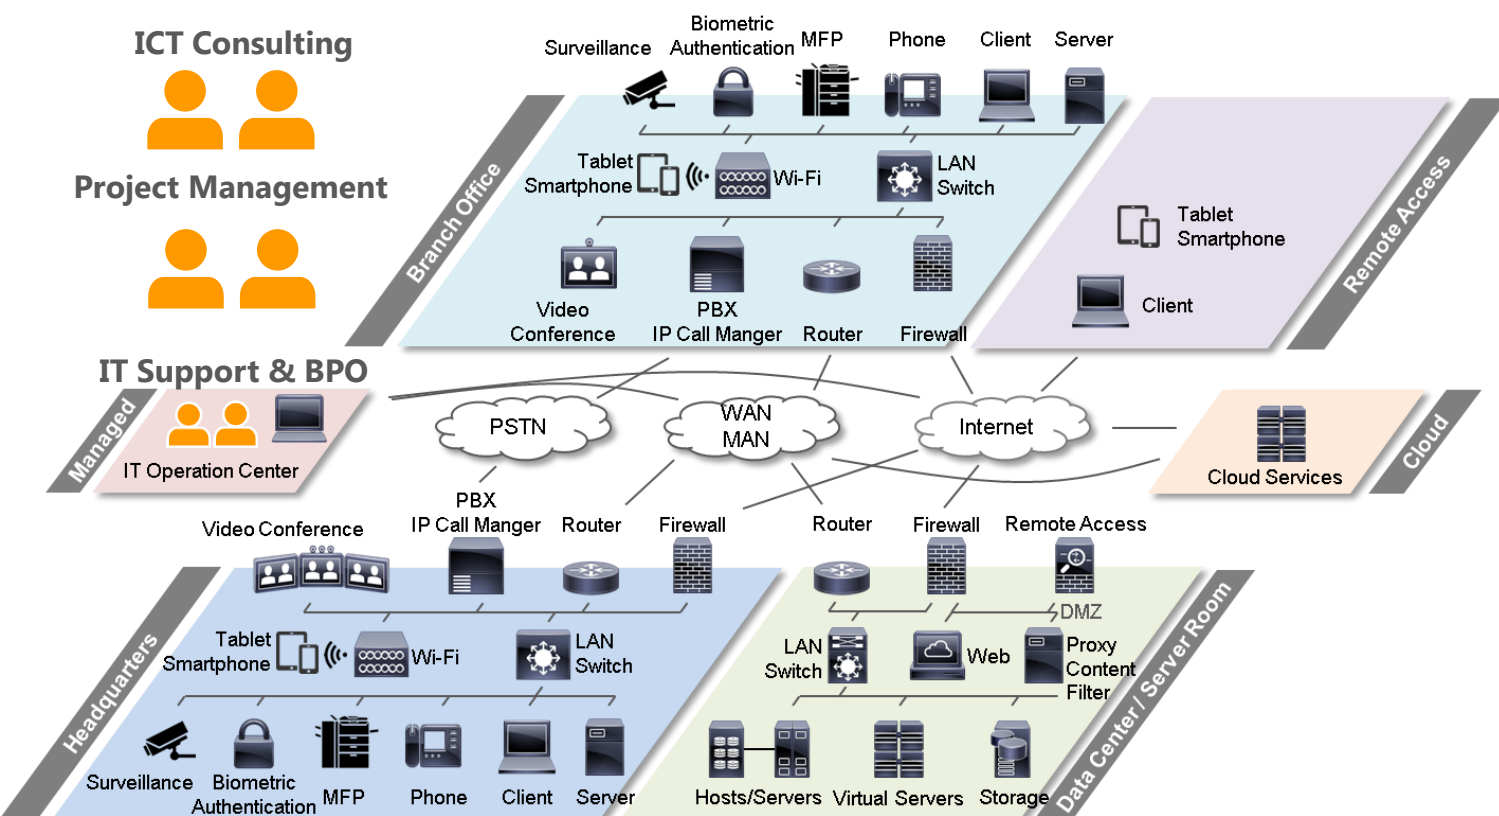 ICT Consulting
Project Management
IT Support & BPO
Surveillance
Biometric
Authentication
MFP
Phone
Client
Server
Branch Office
Tablet
Smartphone
Wi-Fi
LAN
Switch
Video
Conference
PBX
IP Call Manger
Router
Firewall
Remote Access
Tablet
Smartphone
Client
Managed
IT Operation Center
PSTN
WAN
MAN
Internet
Cloud Services
Cloud
Headquarters
Video Conference
PBX
IP Call Manger
Router
Firewall
Tablet
Smartphone
Wi-Fi
LAN
Switch
Surveillance
Biometric
Authentication
MFP
Phone
Client
Server
Router
Firewall
Remote Access
DMZ
LAN
Switch
Web
Proxy
Content
Filter
Hosts/Servers
Virtual Servers
Storage
Data Center / Server Room